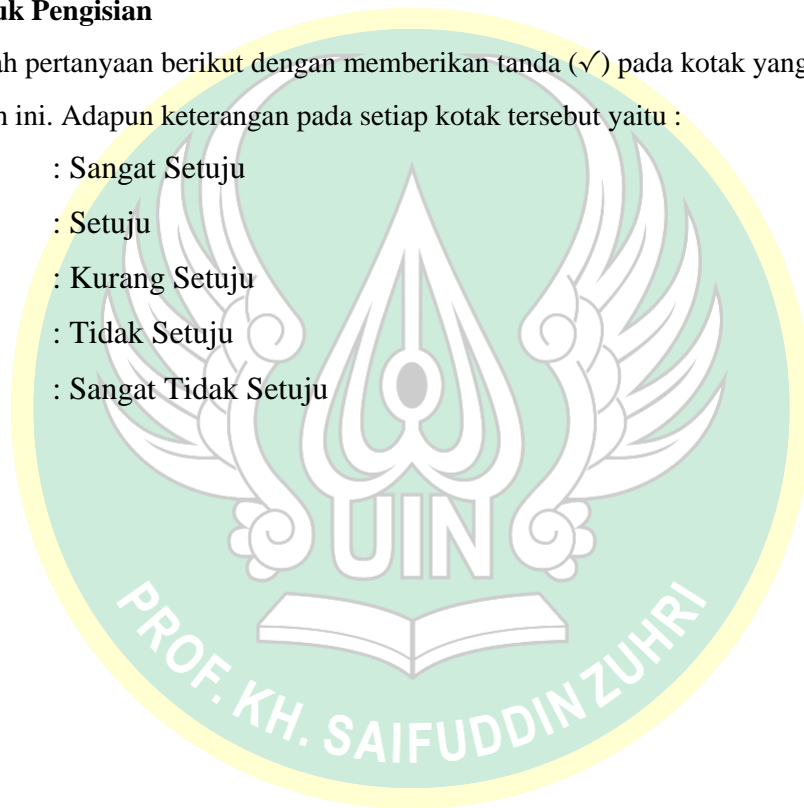 uk Pengisian
ah pertanyaan berikut dengan memberikan tanda (✓) pada kotak yang
n ini. Adapun keterangan pada setiap kotak tersebut yaitu :
: Sangat Setuju
: Setuju
: Kurang Setuju
: Tidak Setuju
: Sangat Tidak Setuju
UIN
PROF. KH. SAIFUDDIN ZUHRI